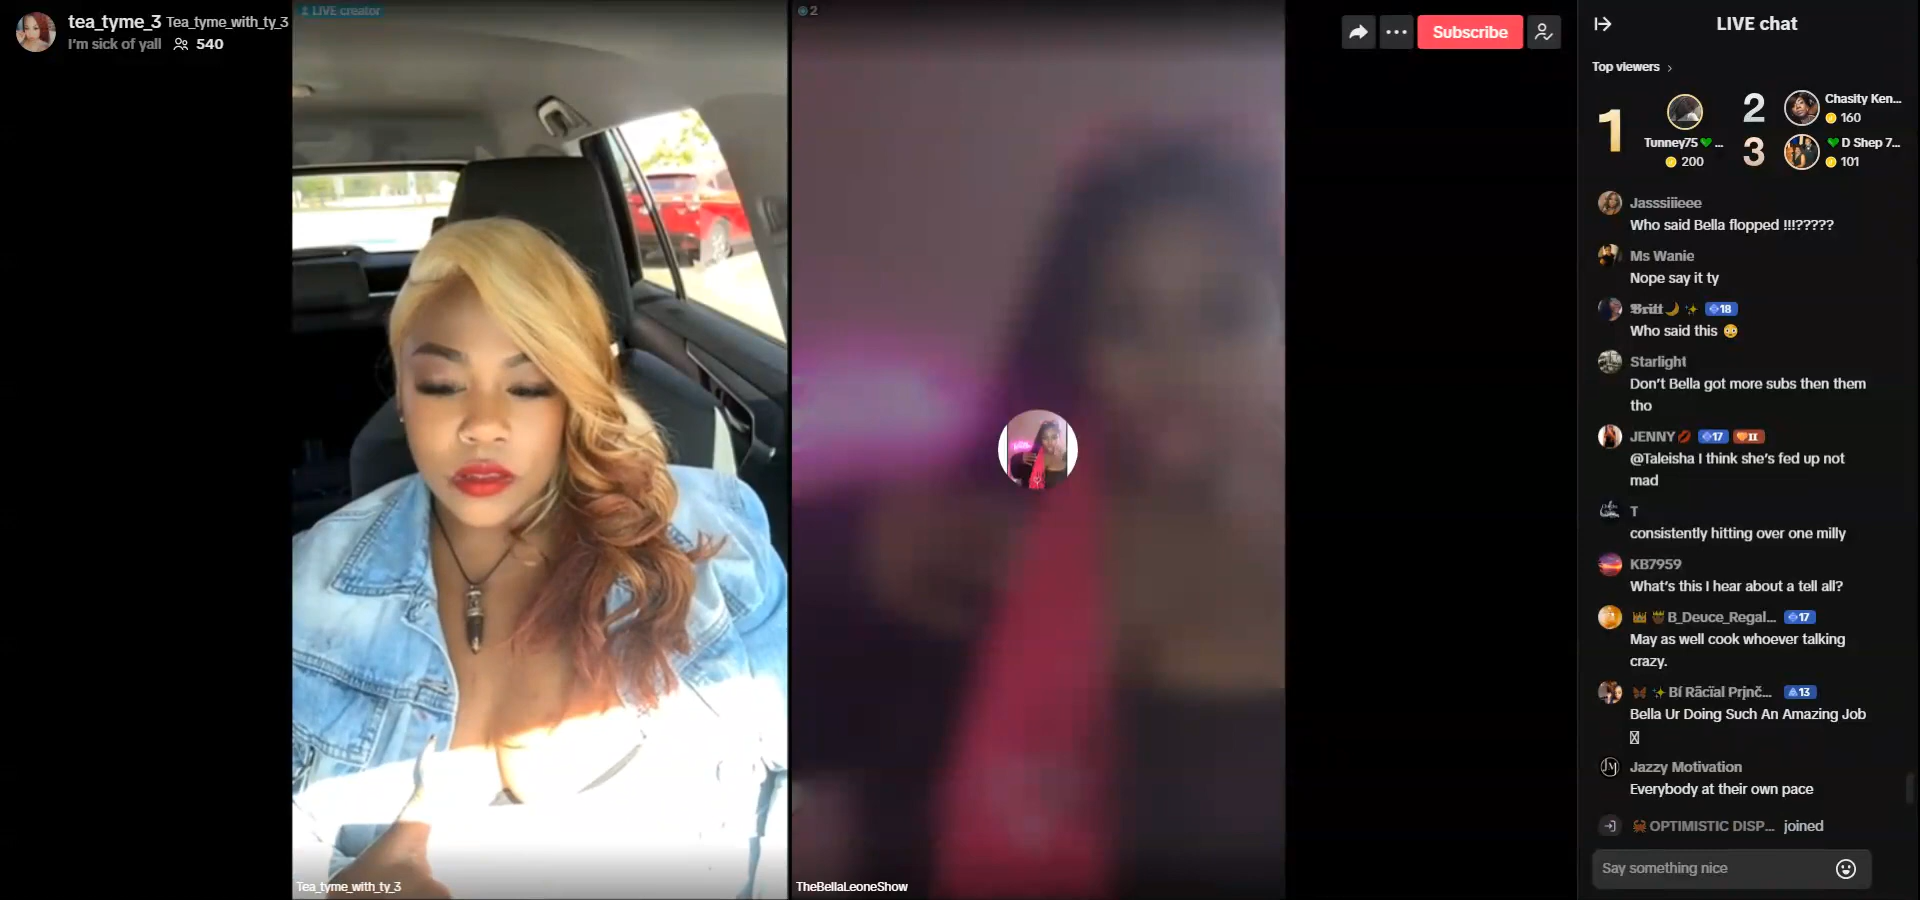 tea_tyme_3 Tea_tyme_with_ty_3
I'm sick of yall 540
LIVE creator
2
Subscribe
LIVE chat
Top viewers
1
Tunney75 💚 ...
200
2
Chasity Ken...
160
3
💚 D Shep 7...
101
Jasssiiieee
Who said Bella flopped !!!?????
Ms Wanie
Nope say it ty
𝕭𝖗𝖎𝖙𝖙 🌙 ✨ 18
Who said this 😳
Starlight
Don't Bella got more subs then them
tho
JENNY 💋 17 II
@Taleisha I think she's fed up not
mad
T
consistently hitting over one milly
KB7959
What's this I hear about a tell all?
B_Deuce_Regal... 17
May as well cook whoever talking
crazy.
🦋 ✨ Bí Rācïal Prįnč... 13
Bella Ur Doing Such An Amazing Job
Jazzy Motivation
Everybody at their own pace
🦀 OPTIMISTIC DISP... joined
Say something nice
Tea_tyme_with_ty_3
TheBellaLeoneShow